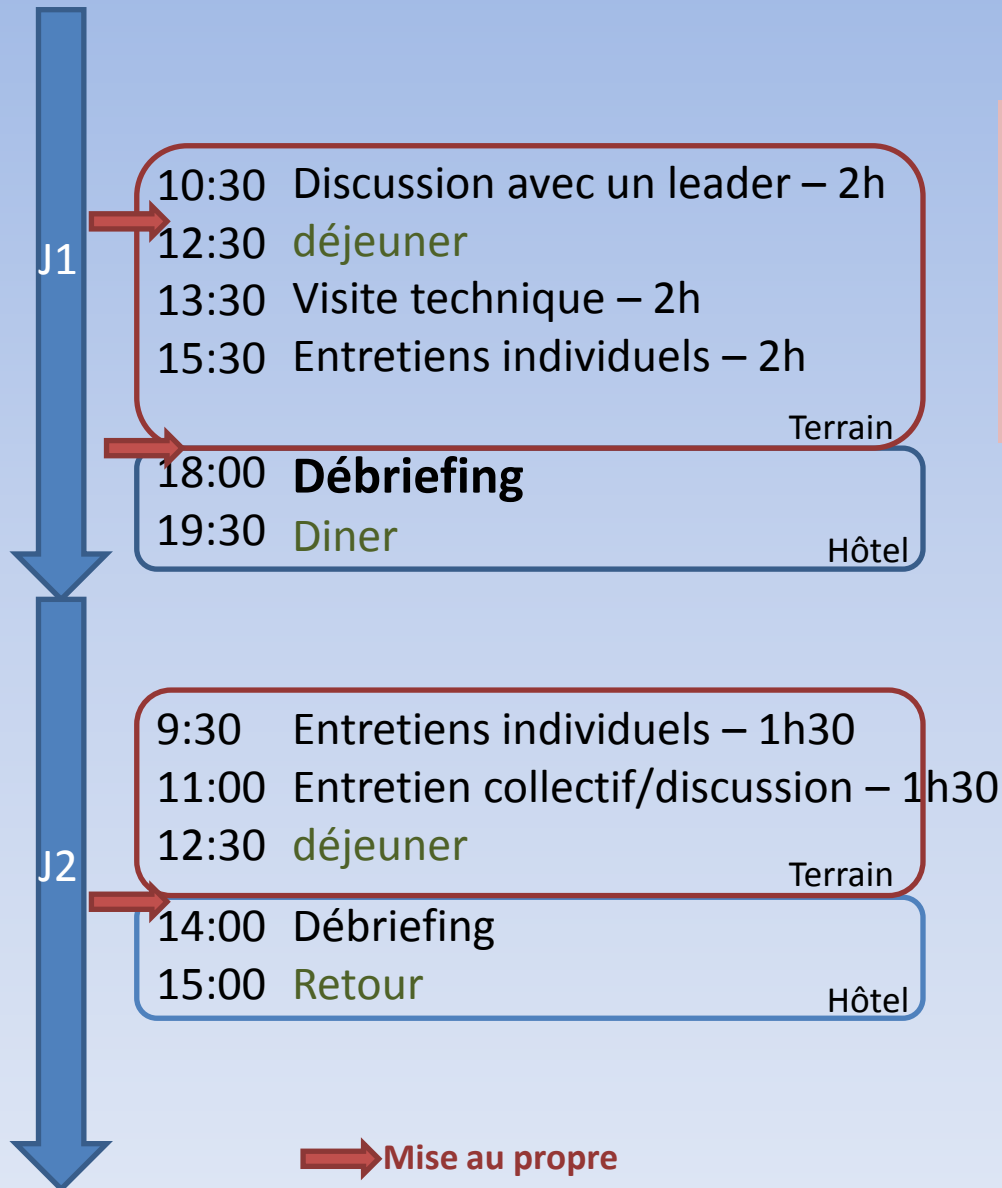 J1
10:30 Discussion avec un leader – 2h
12:30 déjeuner
13:30 Visite technique – 2h
15:30 Entretiens individuels – 2h
Terrain
18:00 Débriefing
19:30 Diner
Hôtel
J2
9:30 Entretiens individuels – 1h30
11:00 Entretien collectif/discussion – 1h30
12:30 déjeuner
Terrain
14:00 Débriefing
15:00 Retour
Hôtel
Mise au propre